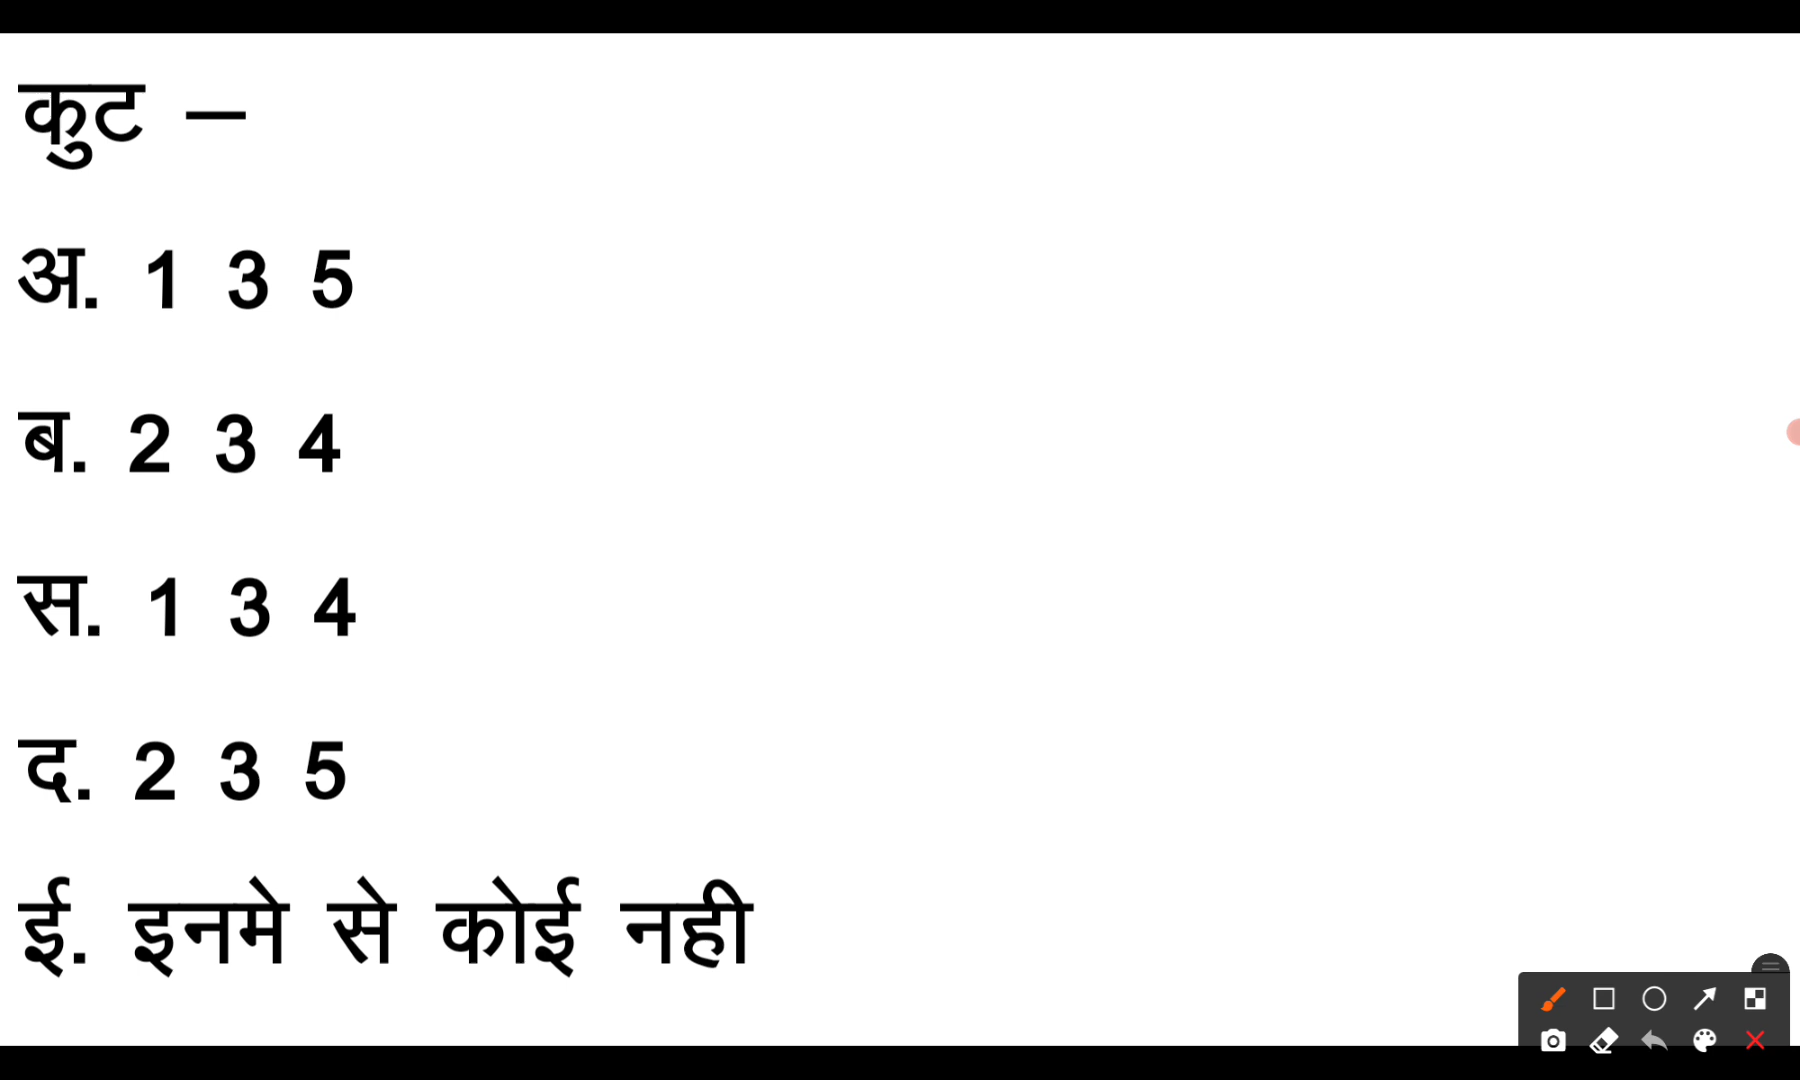 कुट –
अ. 1 3 5
ब. 2 3 4
स. 1 3 4
द. 2 3 5
ई. इनमे से कोई नही